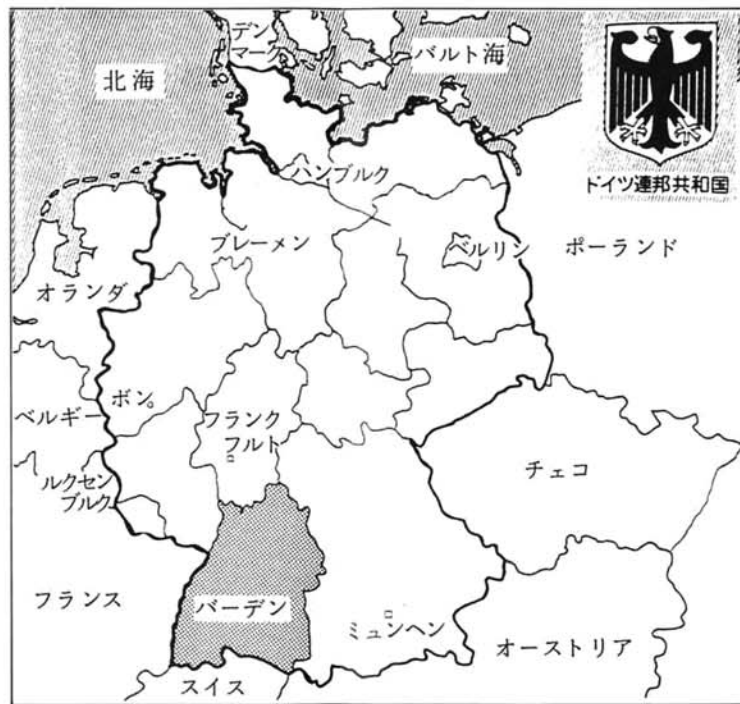 デン
マーク
バルト海
北海
ドイツ連邦共和国
ハンブルク
ブレーメン
ベルリン
ポーランド
オランダ
ベルギー
ボン
フランク
フルト
ルクセン
ブルク
チェコ
フランス
バーデン
ミュンヘン
オーストリア
スイス